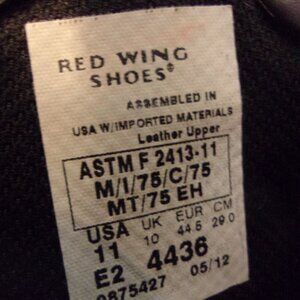 RED WING
SHOES®
ASSEMBLED IN
USA W/IMPORTED MATERIALS
Leather Upper
ASTM F 2413-11
M/I/75/C/75
MT/75 EH
USA UK EUR CM
11 10 44.5 29.0
E2 4436
0875427 05/12